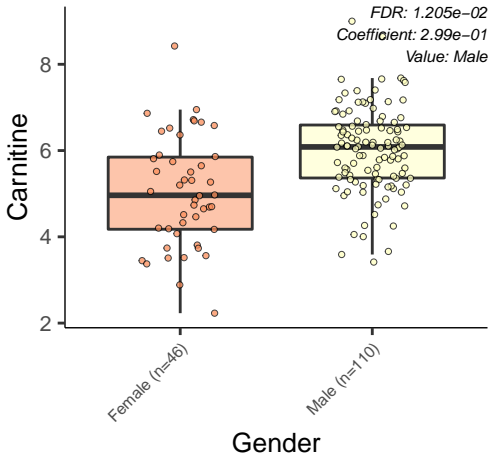 FDR: 1.205e−02
Coefficient: 2.99e−01
Value: Male
Carnitine
8
6
4
2
Female (n=46)
Male (n=110)
Gender